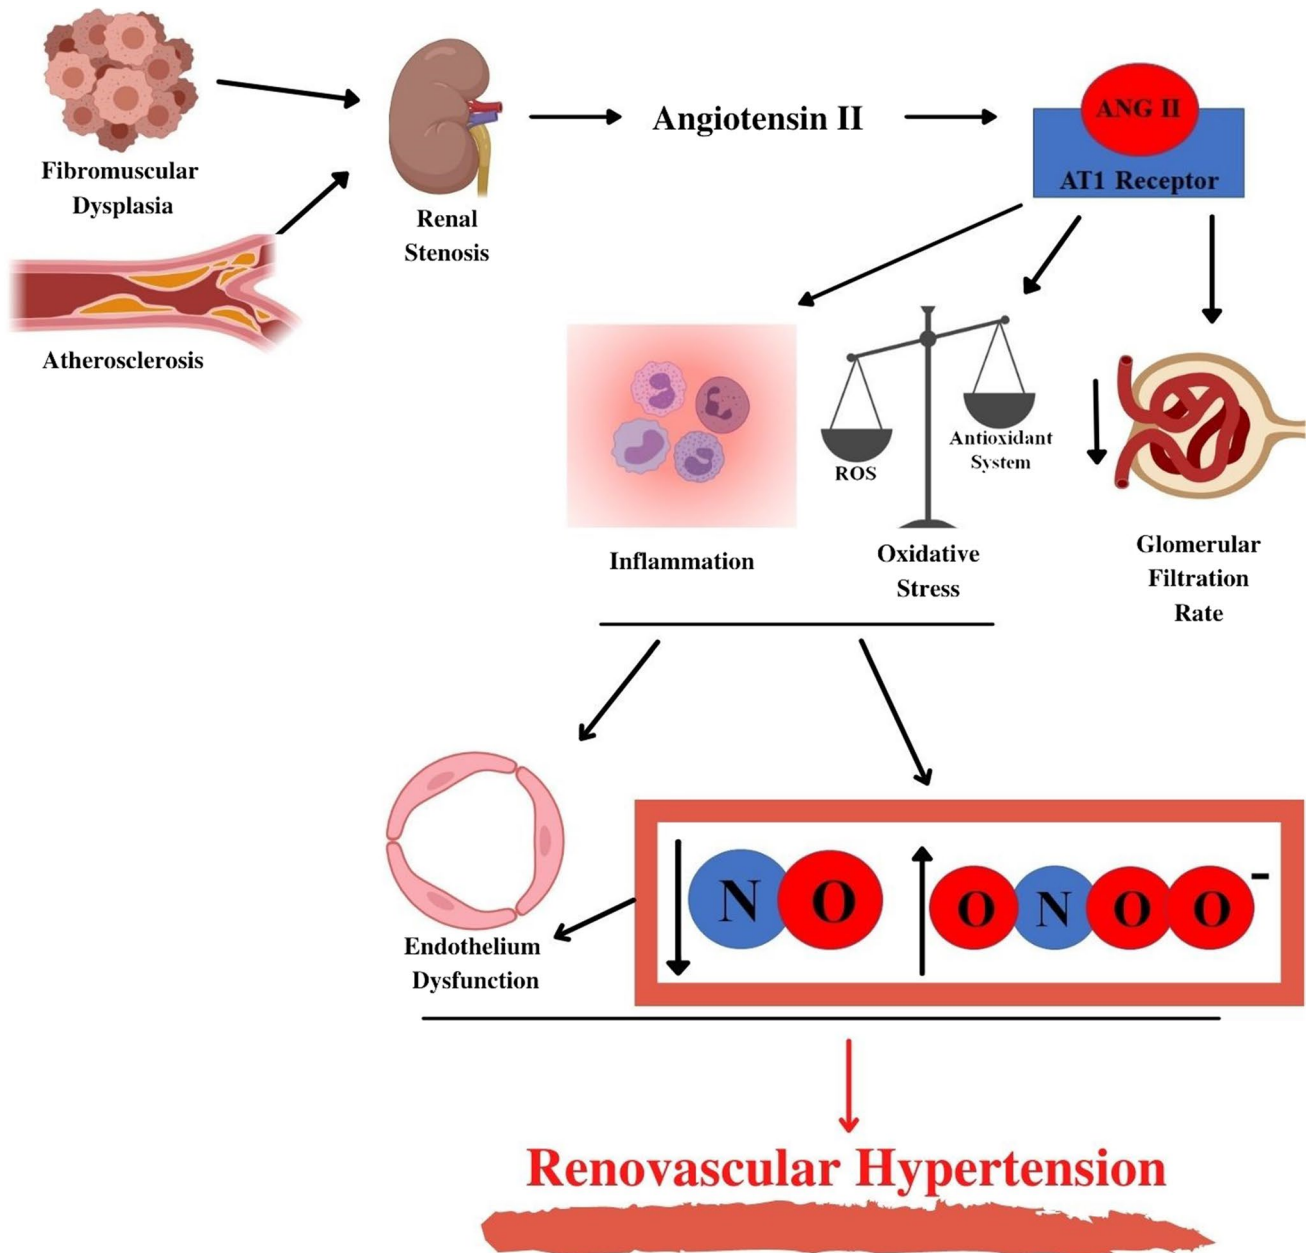 Fibromuscular
Dysplasia
Atherosclerosis
Renal
Stenosis
Angiotensin II
ANG II
AT1 Receptor
Inflammation
ROS
Antioxidant
System
Oxidative
Stress
Glomerular
Filtration
Rate
Endothelium
Dysfunction
N O
O N O O -
Renovascular Hypertension